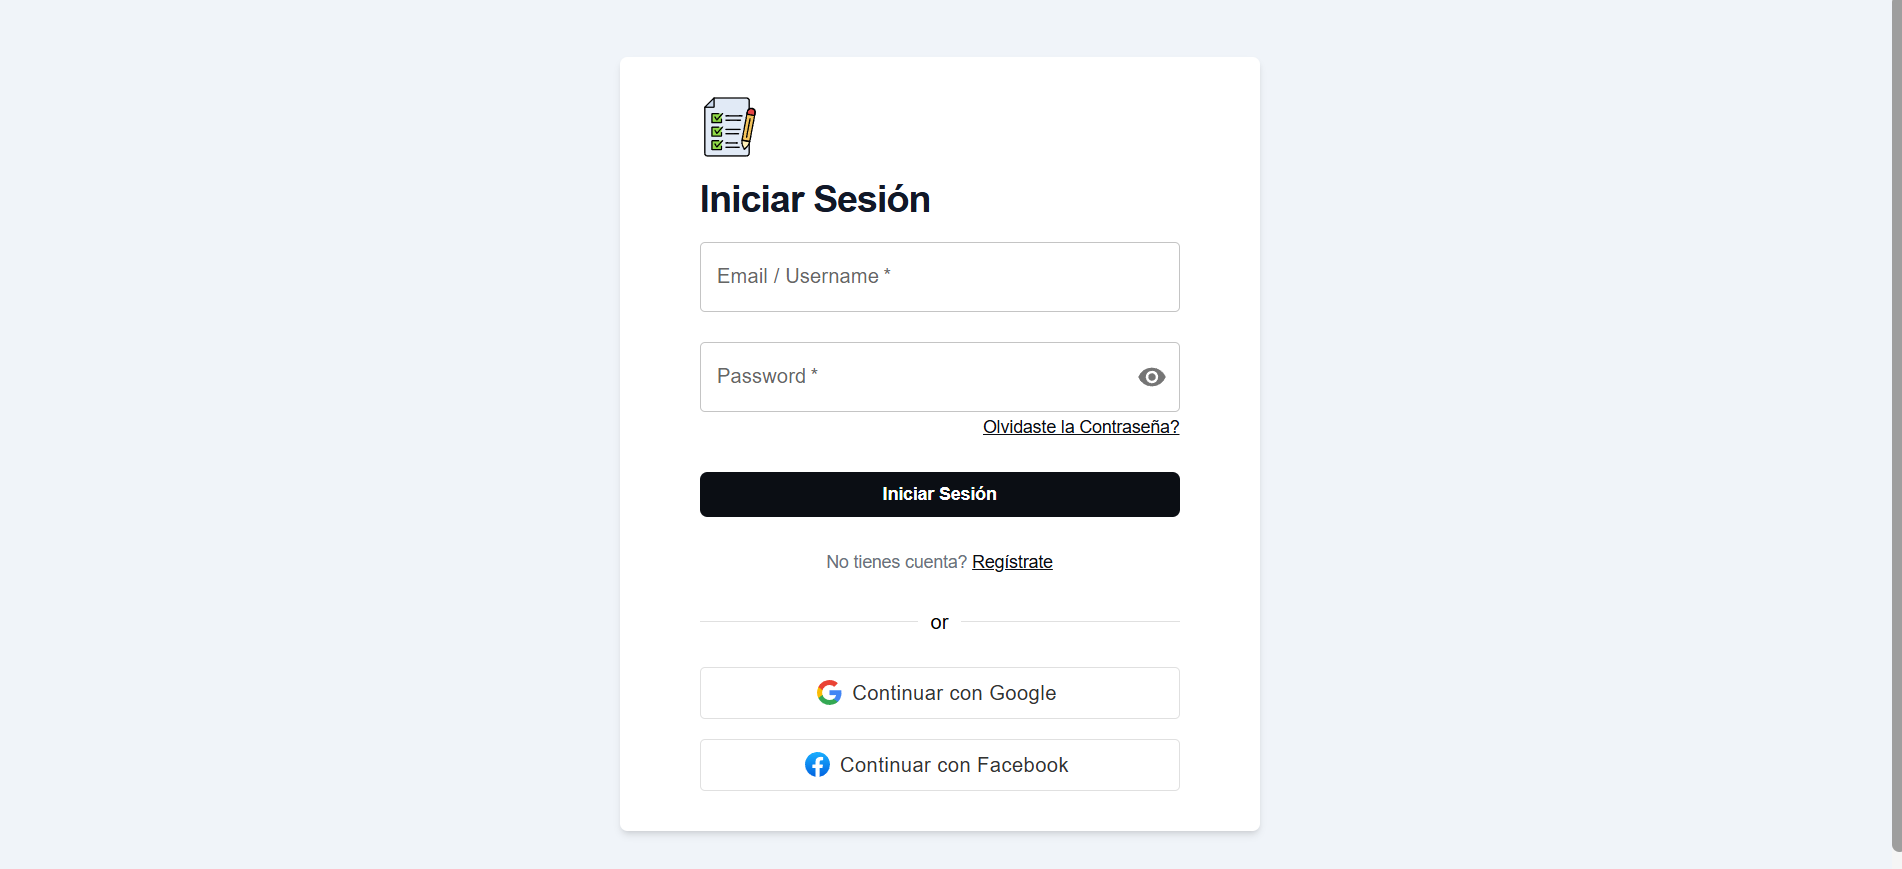 Iniciar Sesión
Email / Username *
Password *
Olvidaste la Contraseña?
Iniciar Sesión
No tienes cuenta? Regístrate
or
Continuar con Google
Continuar con Facebook